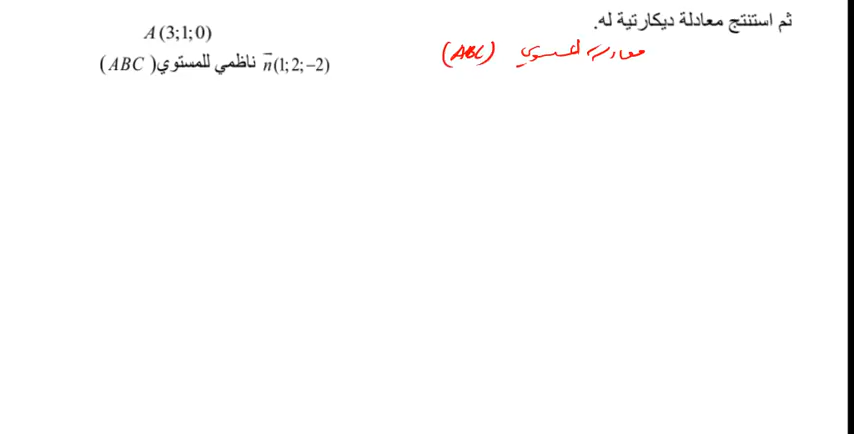 ثم استنتج معادلة ديكارتية له.
معادلة المستوي (ABC)
A(3;1;0)
n(1;2;−2) ناظمي للمستوي (ABC)